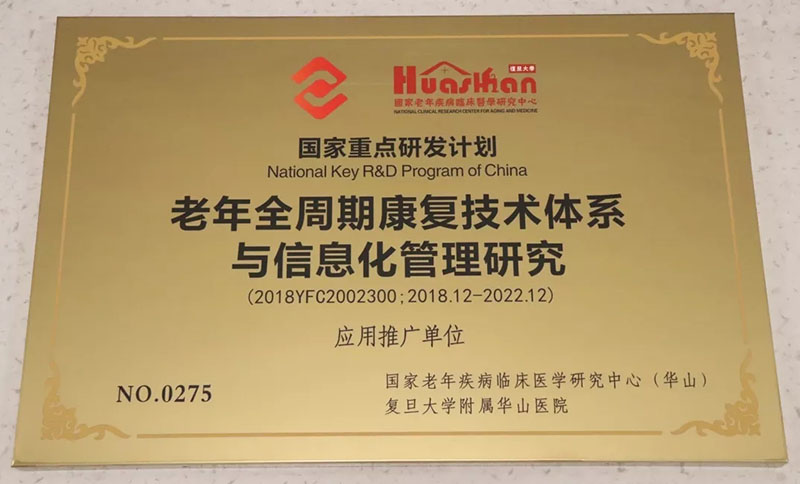 Huashan
复旦大学
國家老年疾病臨床醫學研究中心
NATIONAL CLINICAL RESEARCH CENTER FOR AGING AND MEDICINE
国家重点研发计划
National Key R&D Program of China
老年全周期康复技术体系
与信息化管理研究
(2018YFC2002300;2018.12-2022.12)
应用推广单位
NO.0275
国家老年疾病临床医学研究中心（华山）
复旦大学附属华山医院